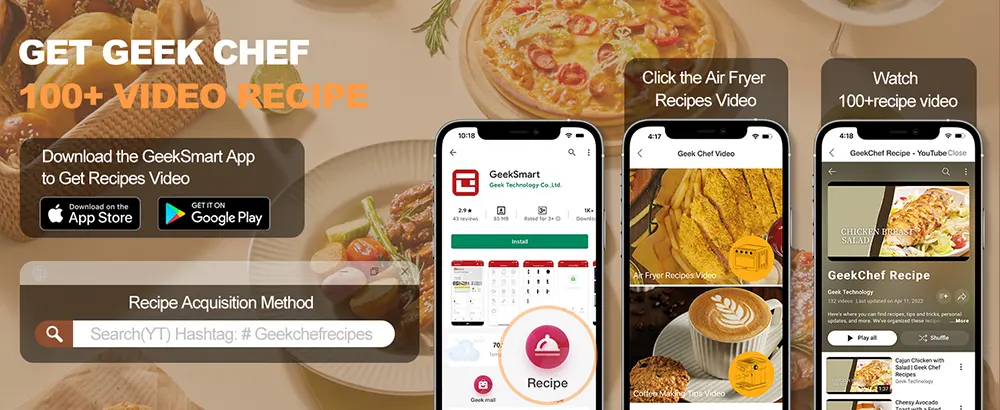 GET GEEK CHEF
100+ VIDEO RECIPE
Download the GeekSmart App
to Get Recipes Video
Download on the
App Store
GET IT ON
Google Play
Recipe Acquisition Method
Search(YT) Hashtag: # Geekchefrecipes
10:18
GeekSmart
Geek Technology Co.,Ltd.
2.9★
43 reviews
85 MB
Rated for 3+
1K+
Install
Geek mall
Recipe
Click the Air Fryer
Recipes Video
4:17
Geek Chef Video
Air Fryer Recipes Video
Coffee Making Tips Video
Watch
100+recipe video
4:18
GeekChef Recipe - YouTube
Close
CHICKEN BREAST
SALAD
GeekChef Recipe
Geek Technology
132 videos Last updated on Apr 11, 2023
Here's where you can find recipes, tips and tricks, personal
updates, and more. We've organized these
...More
Play all
Shuffle
1:37
Cajun Chicken with
Salad | Geek Chef
Recipes
Geek Technology
Cheesy Avocado
Toast with a Fried